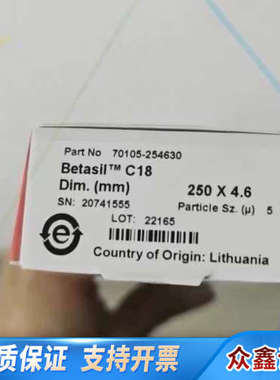 Part No 70105-254630
Betasil™ C18
Dim. (mm) 250 X 4.6
SN: 20741555 Particle Sz. (µ) 5
LOT: 22165
e
Country of Origin: Lithuania
质保证 支持开票 众鑫